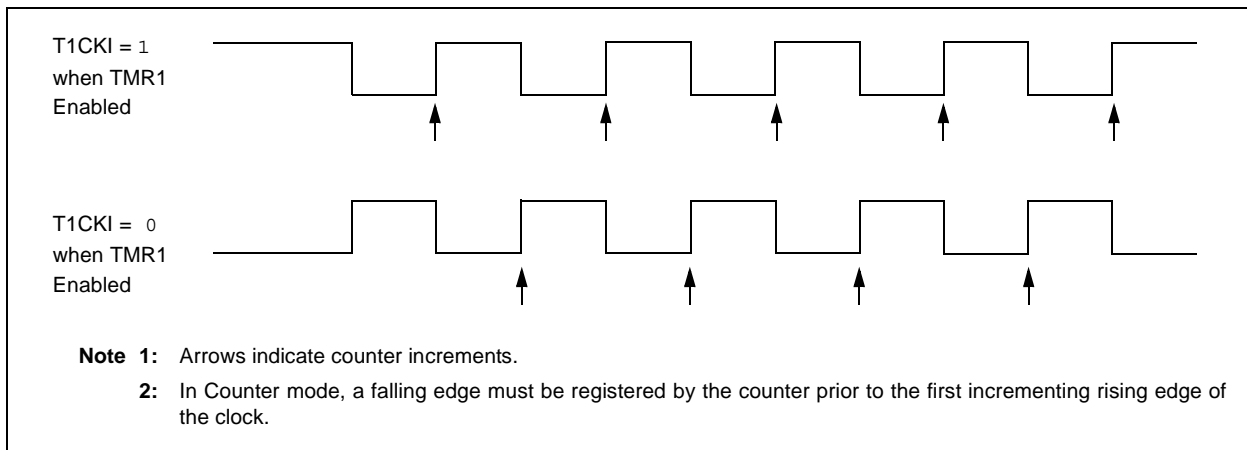 T1CKI = 1
when TMR1
Enabled
T1CKI = 0
when TMR1
Enabled
Note 1: Arrows indicate counter increments.
2: In Counter mode, a falling edge must be registered by the counter prior to the first incrementing rising edge of
the clock.